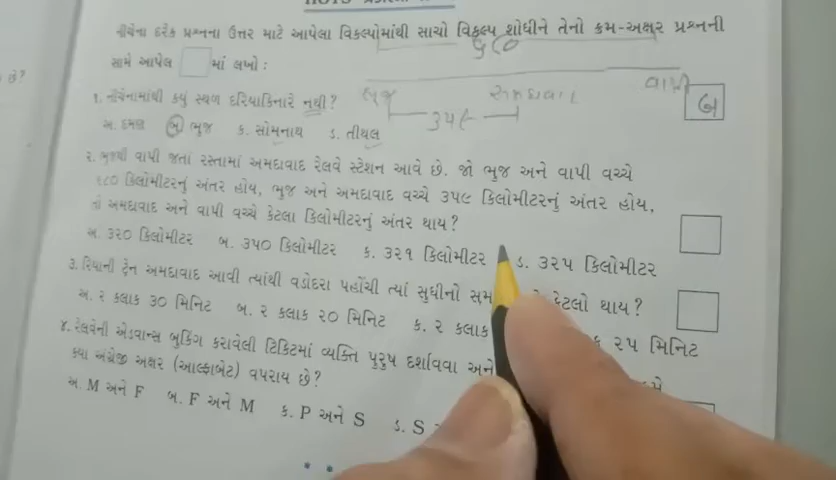 નીચેના દરેક પ્રશ્નના ઉત્તર માટે આપેલા વિકલ્પોમાંથી સાચો વિકલ્પ શોધીને તેનો ક્રમ-અક્ષર પ્રશ્નની
૬૮૦
સામે આપેલ માં લખો :
ભુજ અમદાવાદ વાપી
૧. નીચેનામાંથી કયું સ્થળ દરિયાકિનારે નથી? બ
૩૫૯
અ. દમણ બ. ભુજ ક. સોમનાથ ડ. તીથલ
૨. ભુજથી વાપી જતાં રસ્તામાં અમદાવાદ રેલવે સ્ટેશન આવે છે. જો ભુજ અને વાપી વચ્ચે
૬૮૦ કિલોમીટરનું અંતર હોય, ભુજ અને અમદાવાદ વચ્ચે ૩૫૯ કિલોમીટરનું અંતર હોય,
તો અમદાવાદ અને વાપી વચ્ચે કેટલા કિલોમીટરનું અંતર થાય?
અ. ૩૨૦ કિલોમીટર બ. ૩૫૦ કિલોમીટર ક. ૩૨૧ કિલોમીટર ડ. ૩૨૫ કિલોમીટર
૩. રિયાની ટ્રેન અમદાવાદ આવી ત્યાંથી વડોદરા પહોંચી ત્યાં સુધીનો કેટલો થાય?
અ. ૨ કલાક ૩૦ મિનિટ બ. ૨ કલાક ૨૦ મિનિટ ક. ૨ કલાક ૨૫ મિનિટ
૪. રેલવેની એડવાન્સ બુકિંગ કરાવેલી ટિકિટમાં વ્યક્તિ પુરુષ દર્શાવવા અને
કયા અંગ્રેજી અક્ષર (આલ્ફાબેટ) વપરાય છે?
અ. M અને F બ. F અને M ક. P અને S ડ. S